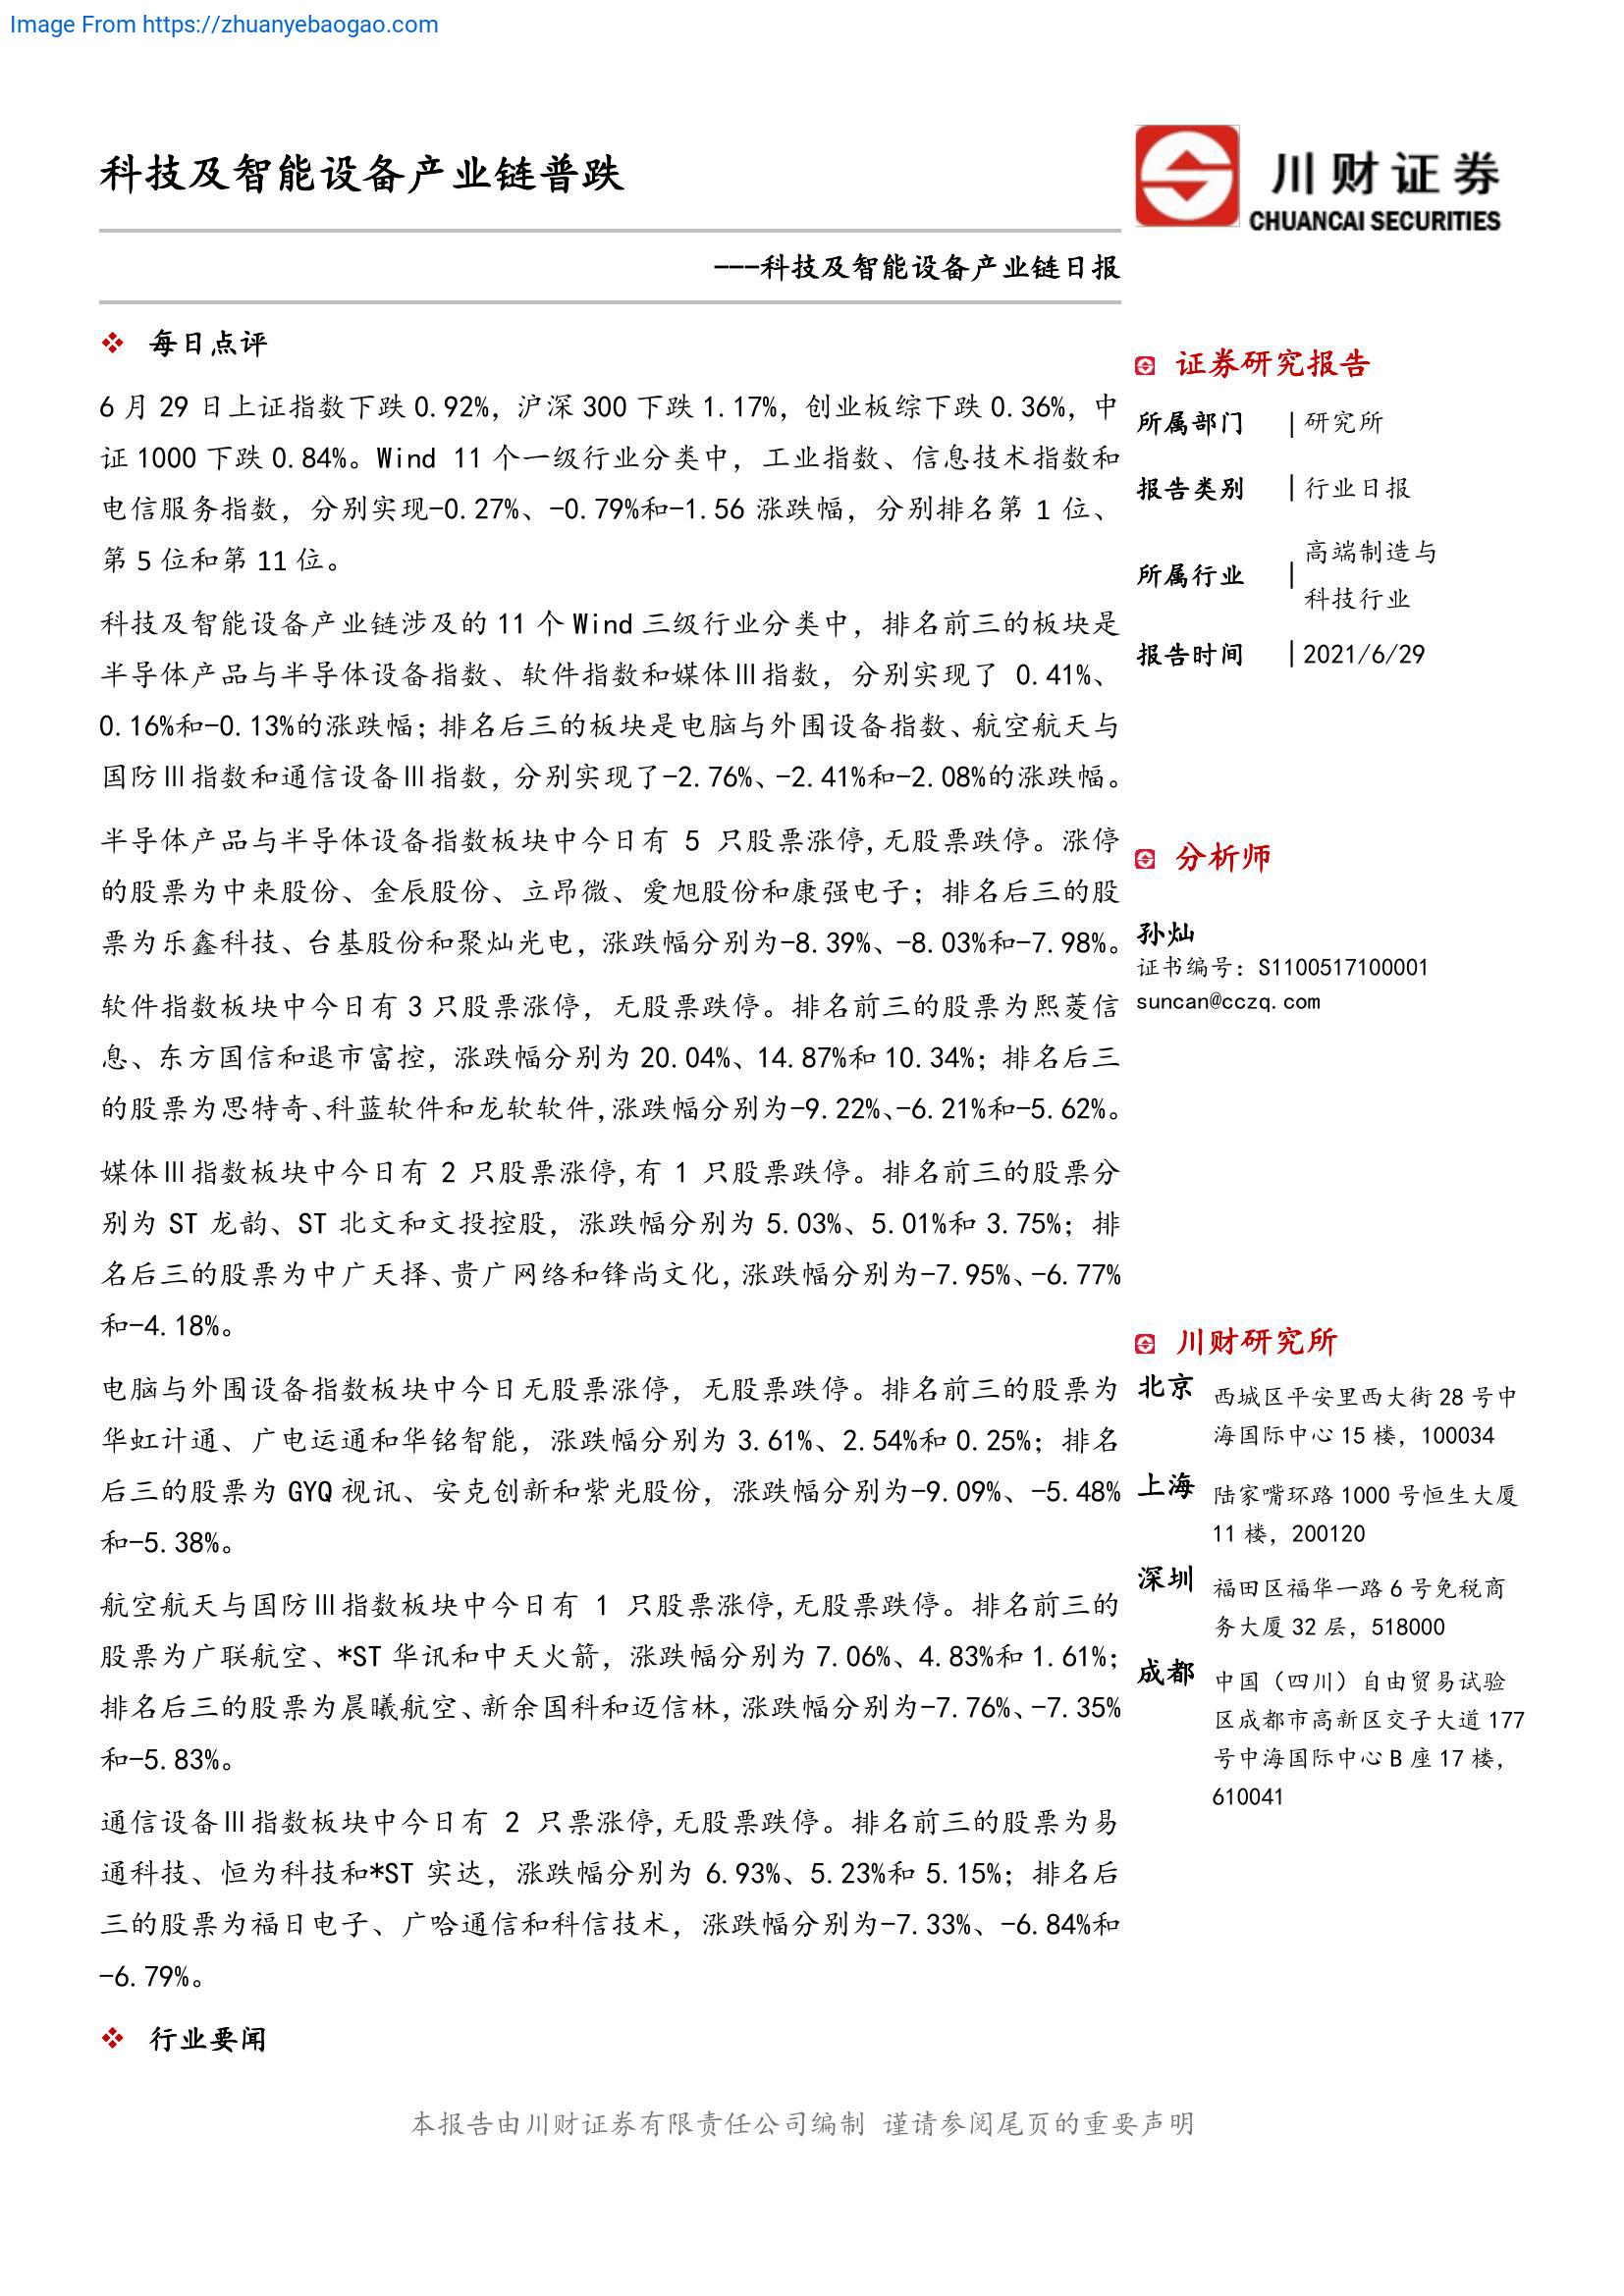 Image From https://zhuanyebaogao.com
科技及智能设备产业链普跌
---科技及智能设备产业链日报
川财证券
CHUANCAI SECURITIES
每日点评
6 月 29 日上证指数下跌 0.92%，沪深 300 下跌 1.17%，创业板综下跌 0.36%，中
证 1000 下跌 0.84%。Wind 11 个一级行业分类中，工业指数、信息技术指数和
电信服务指数，分别实现-0.27%、-0.79%和-1.56 涨跌幅，分别排名第 1 位、
第 5 位和第 11 位。
科技及智能设备产业链涉及的 11 个 Wind 三级行业分类中，排名前三的板块是
半导体产品与半导体设备指数、软件指数和媒体Ⅲ指数，分别实现了 0.41%、
0.16%和-0.13%的涨跌幅；排名后三的板块是电脑与外围设备指数、航空航天与
国防Ⅲ指数和通信设备Ⅲ指数，分别实现了-2.76%、-2.41%和-2.08%的涨跌幅。
半导体产品与半导体设备指数板块中今日有 5 只股票涨停,无股票跌停。涨停
的股票为中来股份、金辰股份、立昂微、爱旭股份和康强电子；排名后三的股
票为乐鑫科技、台基股份和聚灿光电，涨跌幅分别为-8.39%、-8.03%和-7.98%。
软件指数板块中今日有 3 只股票涨停，无股票跌停。排名前三的股票为熙菱信
息、东方国信和退市富控，涨跌幅分别为 20.04%、14.87%和 10.34%；排名后三
的股票为思特奇、科蓝软件和龙软软件,涨跌幅分别为-9.22%、-6.21%和-5.62%。
媒体Ⅲ指数板块中今日有 2 只股票涨停,有 1 只股票跌停。排名前三的股票分
别为 ST 龙韵、ST 北文和文投控股，涨跌幅分别为 5.03%、5.01%和 3.75%；排
名后三的股票为中广天择、贵广网络和锋尚文化,涨跌幅分别为-7.95%、-6.77%
和-4.18%。
电脑与外围设备指数板块中今日无股票涨停，无股票跌停。排名前三的股票为
华虹计通、广电运通和华铭智能，涨跌幅分别为 3.61%、2.54%和 0.25%；排名
后三的股票为 GYQ 视讯、安克创新和紫光股份，涨跌幅分别为-9.09%、-5.48%
和-5.38%。
航空航天与国防Ⅲ指数板块中今日有 1 只股票涨停,无股票跌停。排名前三的
股票为广联航空、*ST 华讯和中天火箭，涨跌幅分别为 7.06%、4.83%和 1.61%；
排名后三的股票为晨曦航空、新余国科和迈信林,涨跌幅分别为-7.76%、-7.35%
和-5.83%。
通信设备Ⅲ指数板块中今日有 2 只票涨停,无股票跌停。排名前三的股票为易
通科技、恒为科技和*ST 实达，涨跌幅分别为 6.93%、5.23%和 5.15%；排名后
三的股票为福日电子、广哈通信和科信技术，涨跌幅分别为-7.33%、-6.84%和
-6.79%。
行业要闻
证券研究报告
所属部门 | 研究所
报告类别 | 行业日报
所属行业 | 高端制造与
科技行业
报告时间 | 2021/6/29
分析师
孙灿
证书编号：S1100517100001
suncan@cczq.com
川财研究所
北京 西城区平安里西大街 28 号中
海国际中心 15 楼，100034
上海 陆家嘴环路 1000 号恒生大厦
11 楼，200120
深圳 福田区福华一路 6 号免税商
务大厦 32 层，518000
成都 中国（四川）自由贸易试验
区成都市高新区交子大道 177
号中海国际中心 B 座 17 楼，
610041
本报告由川财证券有限责任公司编制 谨请参阅尾页的重要声明